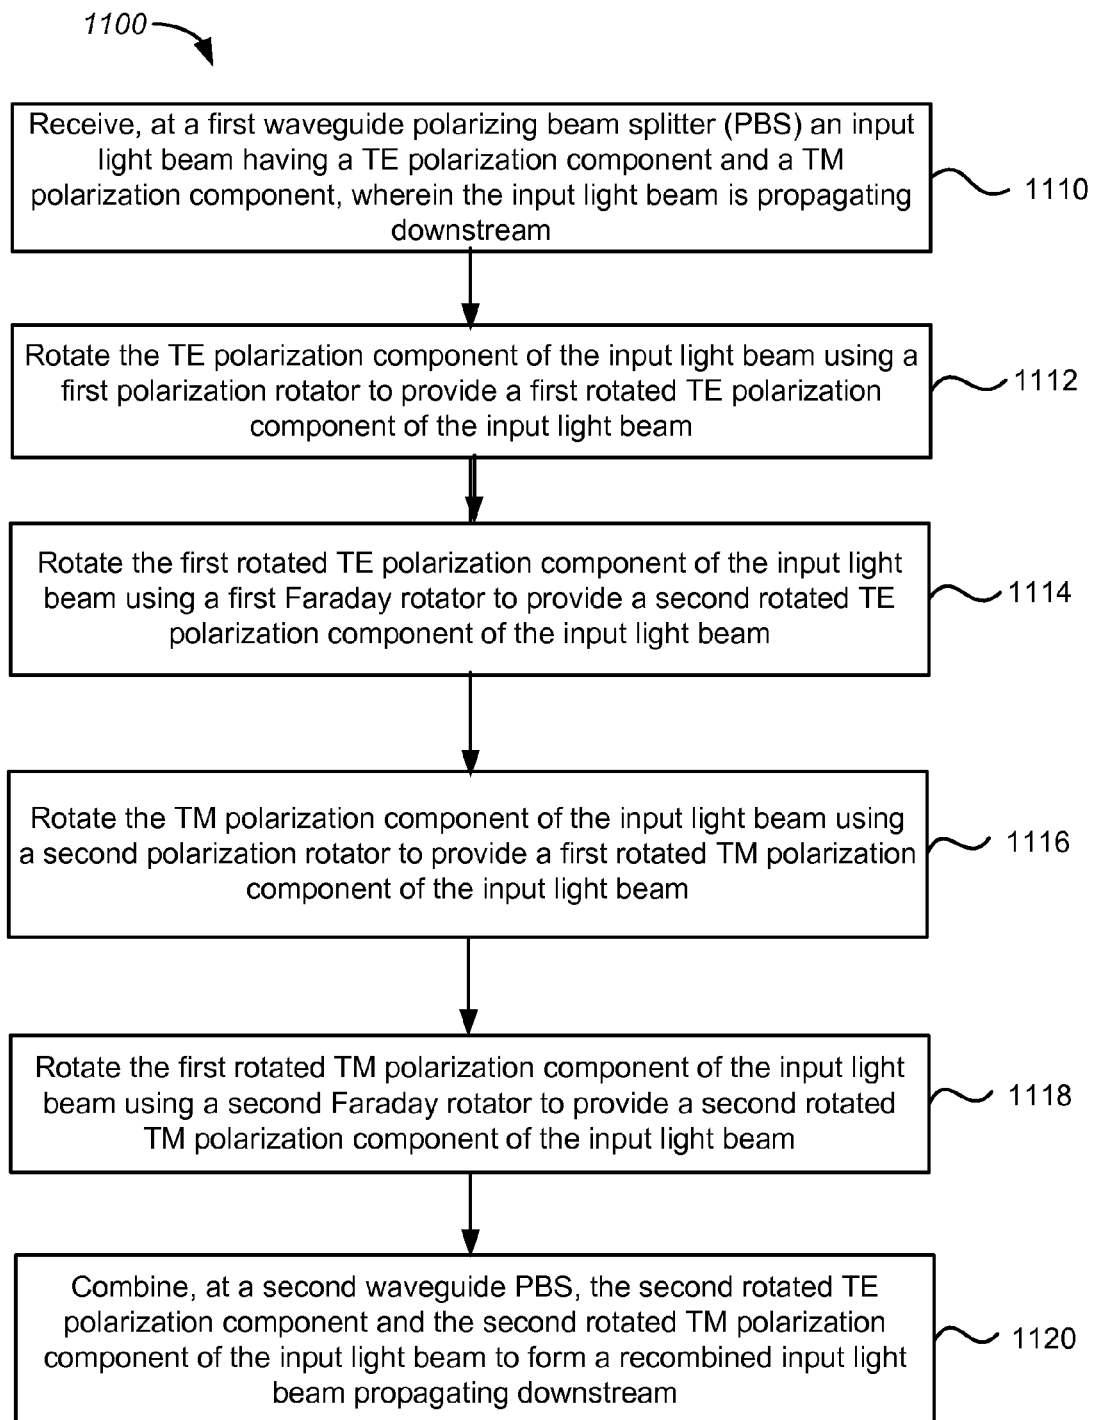 1100
Receive, at a first waveguide polarizing beam splitter (PBS) an input
light beam having a TE polarization component and a TM
polarization component, wherein the input light beam is propagating
downstream
1110
Rotate the TE polarization component of the input light beam using a
first polarization rotator to provide a first rotated TE polarization
component of the input light beam
1112
Rotate the first rotated TE polarization component of the input light
beam using a first Faraday rotator to provide a second rotated TE
polarization component of the input light beam
1114
Rotate the TM polarization component of the input light beam using
a second polarization rotator to provide a first rotated TM polarization
component of the input light beam
1116
Rotate the first rotated TM polarization component of the input light
beam using a second Faraday rotator to provide a second rotated
TM polarization component of the input light beam
1118
Combine, at a second waveguide PBS, the second rotated TE
polarization component and the second rotated TM polarization
component of the input light beam to form a recombined input light
beam propagating downstream
1120